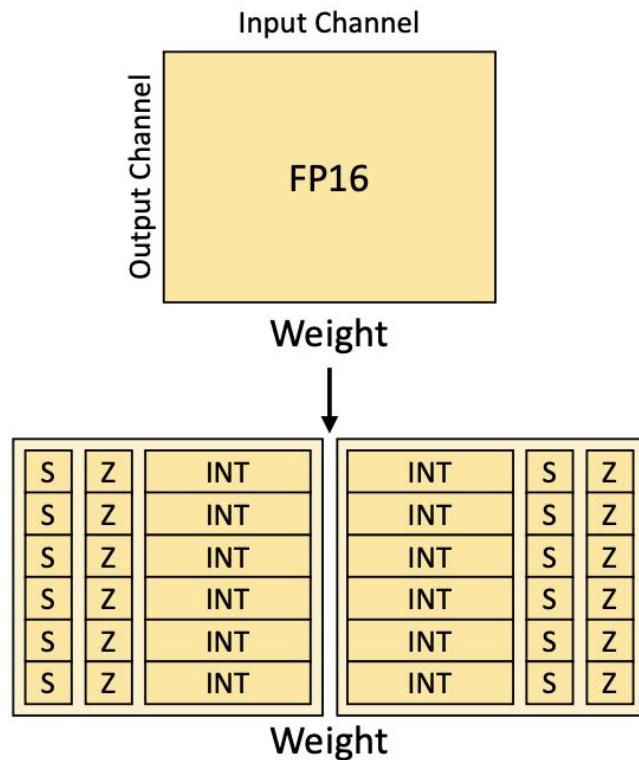 Input Channel
Output Channel
FP16
Weight
S Z INT INT S Z
S Z INT INT S Z
S Z INT INT S Z
S Z INT INT S Z
S Z INT INT S Z
S Z INT INT S Z
Weight